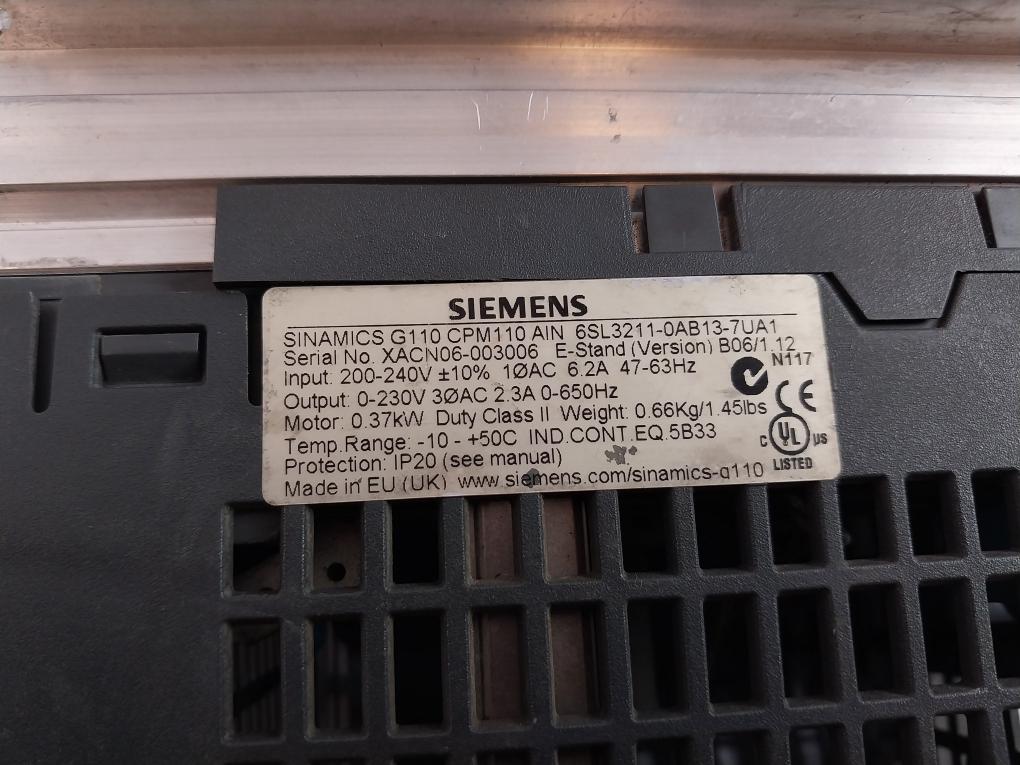 SIEMENS
SINAMICS G110 CPM110 AIN 6SL3211-0AB13-7UA1
Serial No. XACN06-003006 E-Stand (Version) B06/1.12
Input: 200-240V ±10% 1ØAC 6.2A 47-63Hz
N117
Output: 0-230V 3ØAC 2.3A 0-650Hz
Motor: 0.37kW Duty Class II Weight: 0.66Kg/1.45lbs
CE
Temp.Range: -10 - +50C IND.CONT.EQ.5B33
C UL US
Protection: IP20 (see manual)
LISTED
Made in EU (UK) www.siemens.com/sinamics-g110